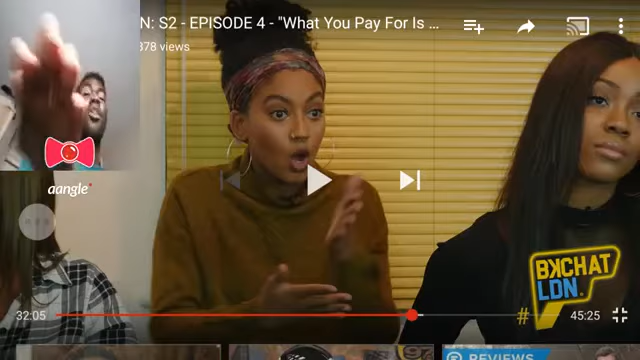 N: S2 - EPISODE 4 - "What You Pay For Is ...
378 views
aangle
BKCHAT
LDN.
32:05
#
45:25
REVIEWS